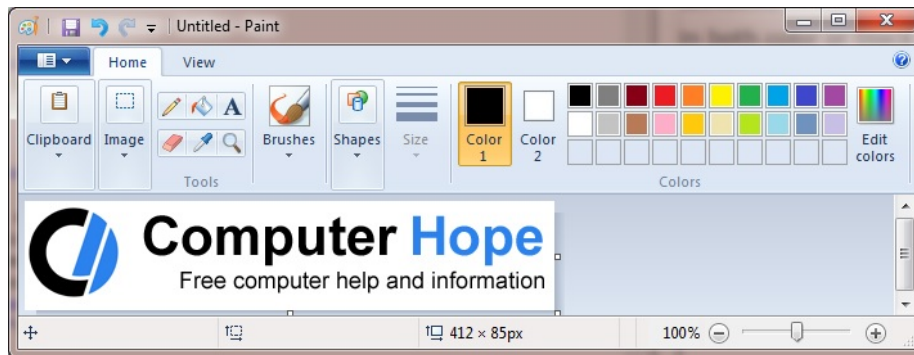 Untitled - Paint
Home View
Clipboard Image A Brushes Shapes Size Color 1 Color 2 Edit colors
Tools Colors
Computer Hope
Free computer help and information
412 × 85px 100%